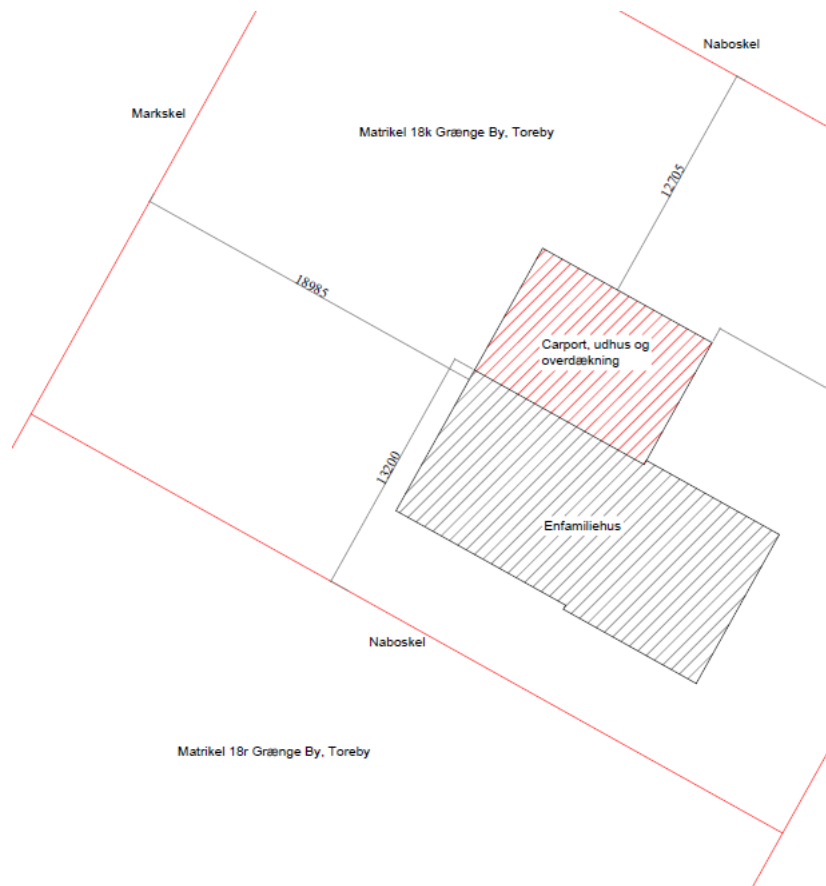 Naboskel
Markskel
Matrikel 18k Grænge By, Toreby
12705
18985
Carport, udhus og
overdækning
13200
Enfamiliehus
Naboskel
Matrikel 18r Grænge By, Toreby